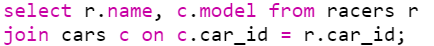 select r.name, c.model from racers r
join cars c on c.car_id = r.car_id;